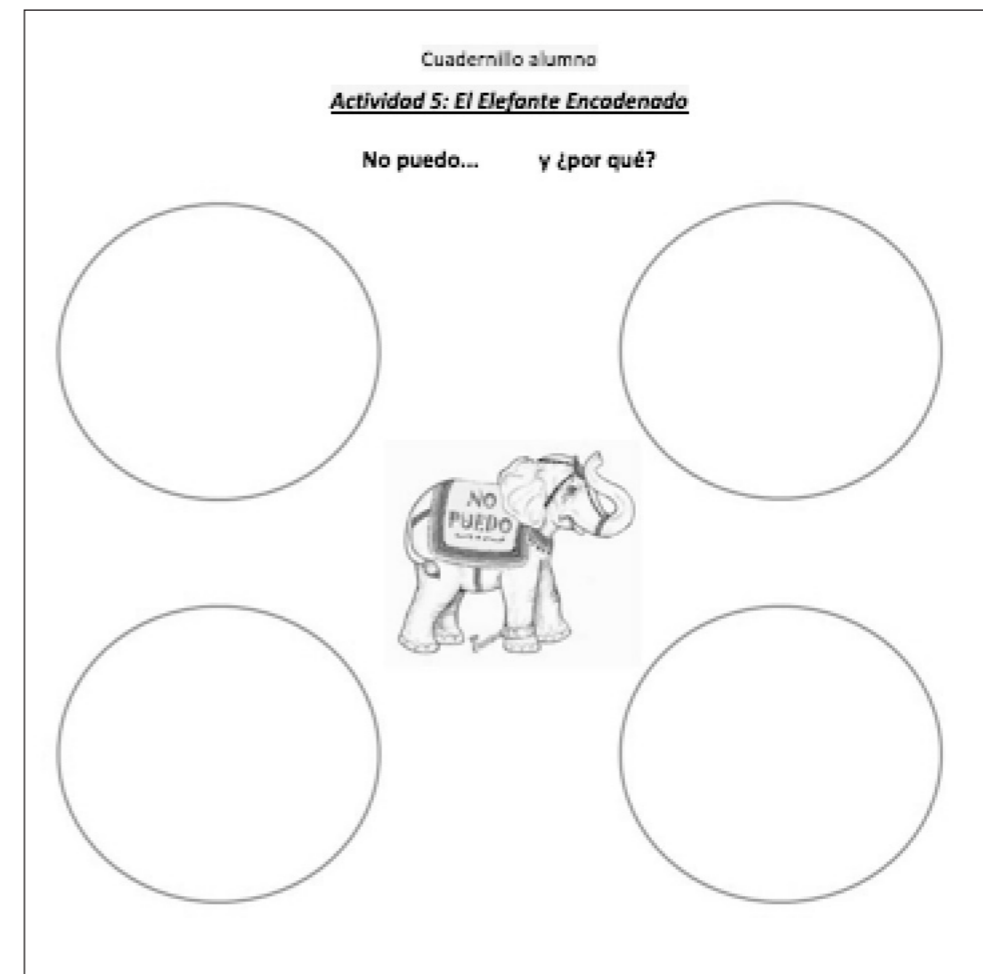 Cuadernillo alumno
Actividad 5: El Elefante Encadenado
No puedo... y ¿por qué?
NO
PUEDO